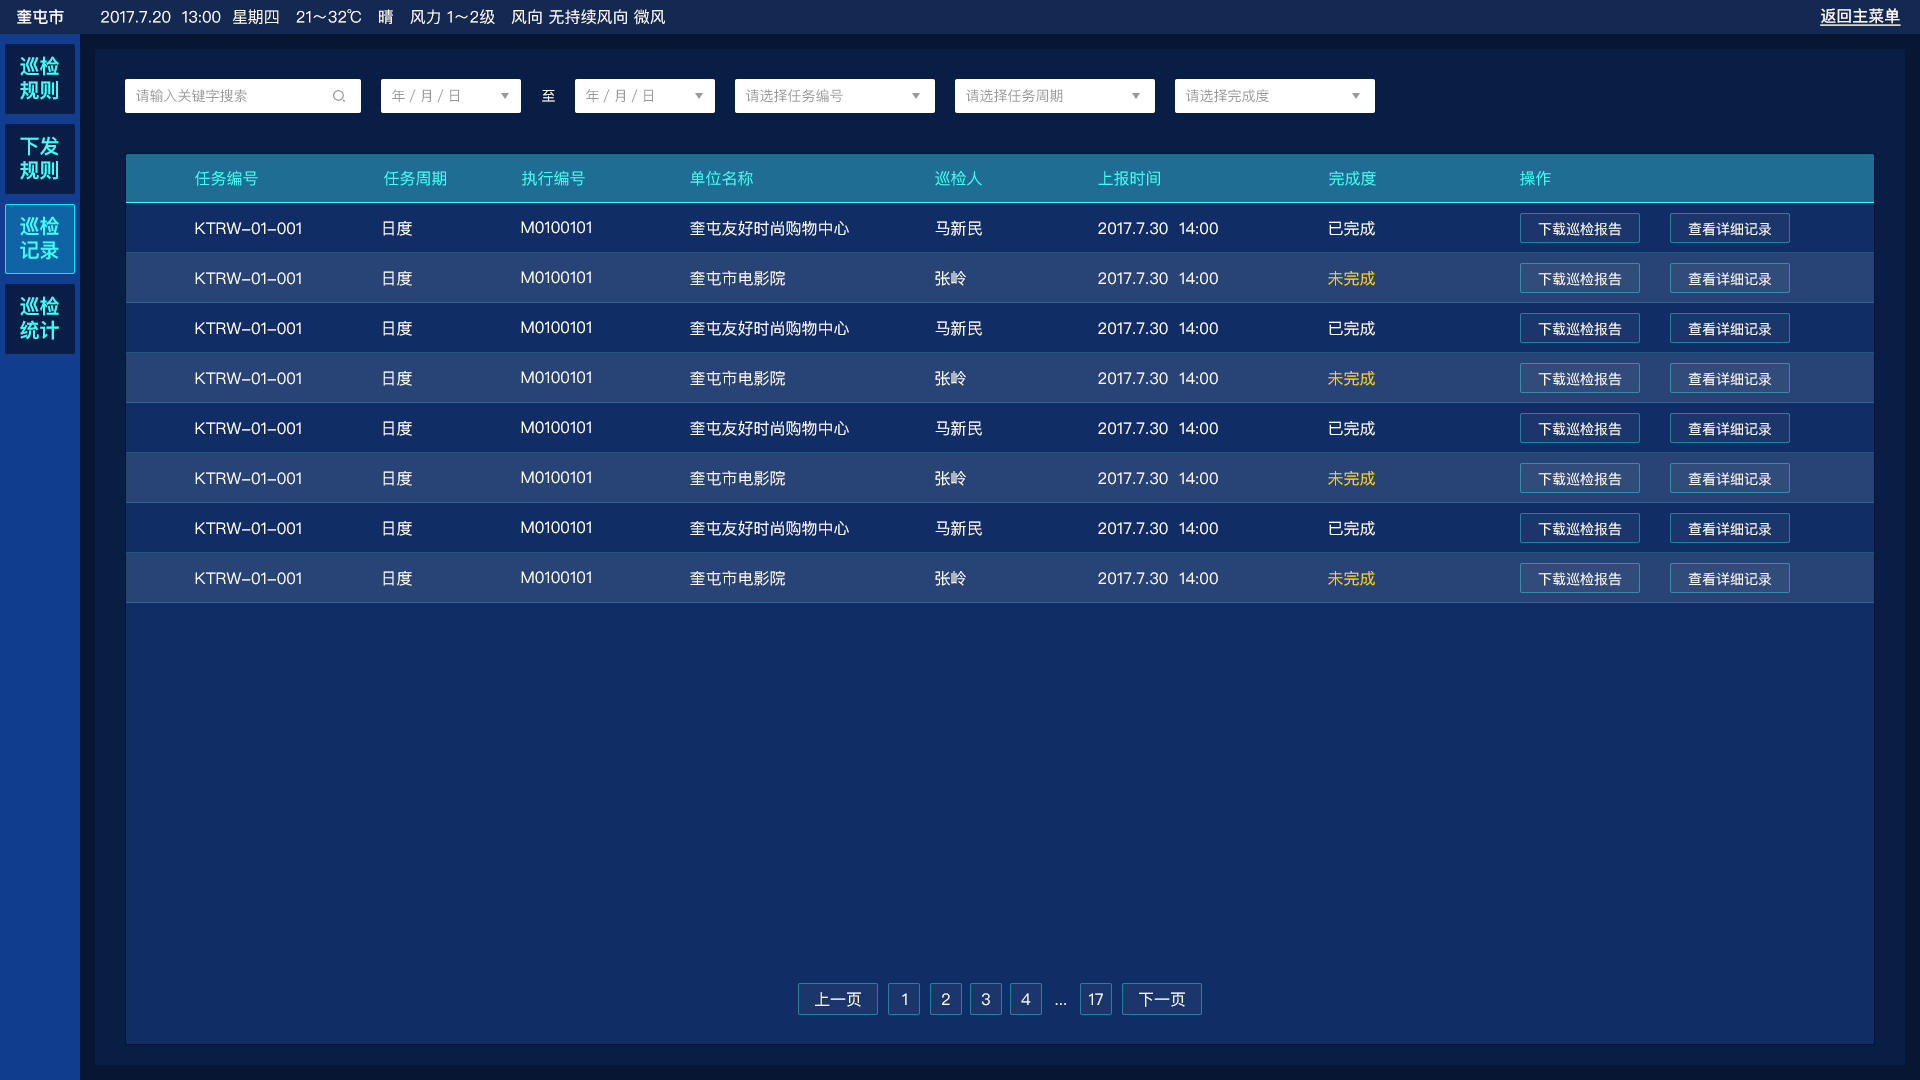 奎屯市 2017.7.20 13:00 星期四 21～32℃ 晴 风力 1～2级 风向 无持续风向 微风 返回主菜单
巡检
规则
下发
规则
巡检
记录
巡检
统计
请输入关键字搜索 年 / 月 / 日 至 年 / 月 / 日 请选择任务编号 请选择任务周期 请选择完成度
任务编号 任务周期 执行编号 单位名称 巡检人 上报时间 完成度 操作
KTRW-01-001 日度 M0100101 奎屯友好时尚购物中心 马新民 2017.7.30 14:00 已完成 下载巡检报告 查看详细记录
KTRW-01-001 日度 M0100101 奎屯市电影院 张岭 2017.7.30 14:00 未完成 下载巡检报告 查看详细记录
KTRW-01-001 日度 M0100101 奎屯友好时尚购物中心 马新民 2017.7.30 14:00 已完成 下载巡检报告 查看详细记录
KTRW-01-001 日度 M0100101 奎屯市电影院 张岭 2017.7.30 14:00 未完成 下载巡检报告 查看详细记录
KTRW-01-001 日度 M0100101 奎屯友好时尚购物中心 马新民 2017.7.30 14:00 已完成 下载巡检报告 查看详细记录
KTRW-01-001 日度 M0100101 奎屯市电影院 张岭 2017.7.30 14:00 未完成 下载巡检报告 查看详细记录
KTRW-01-001 日度 M0100101 奎屯友好时尚购物中心 马新民 2017.7.30 14:00 已完成 下载巡检报告 查看详细记录
KTRW-01-001 日度 M0100101 奎屯市电影院 张岭 2017.7.30 14:00 未完成 下载巡检报告 查看详细记录
上一页 1 2 3 4 ... 17 下一页